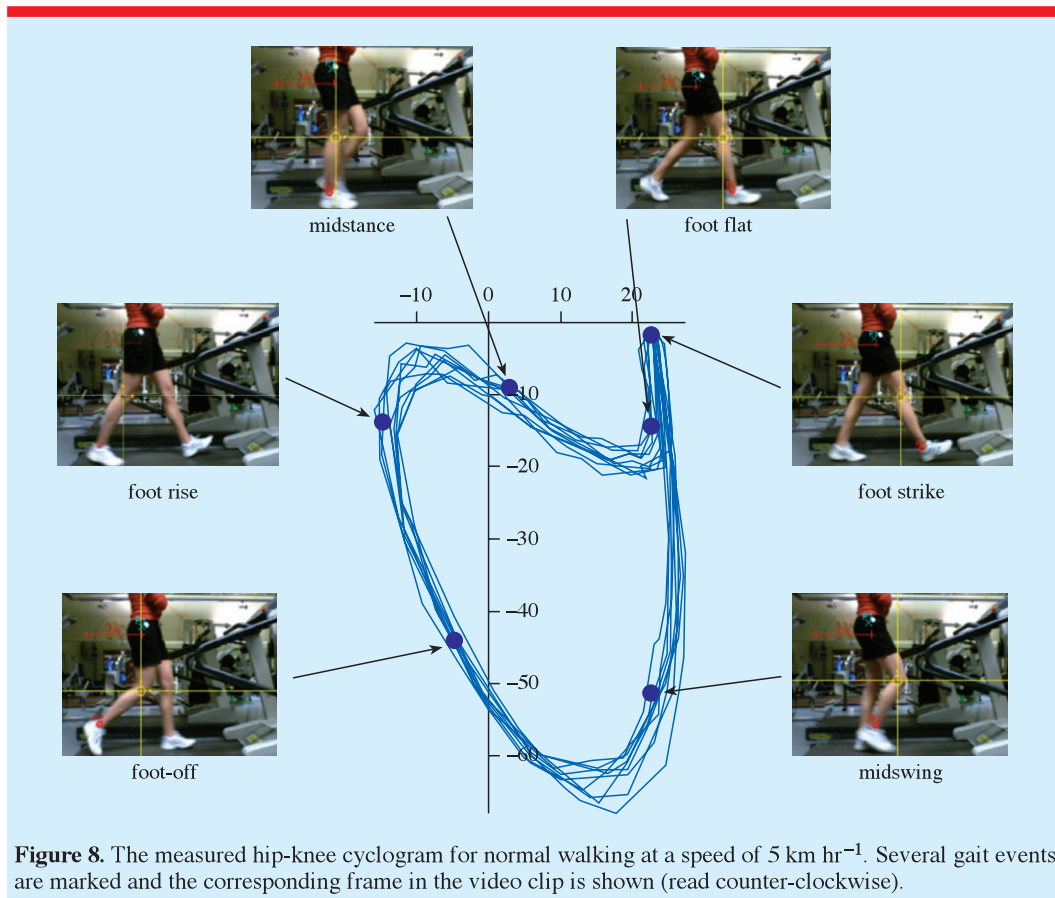 midstance
foot flat
−10 0 10 20
−10
−20
−30
−40
−50
−60
foot rise
foot strike
foot-off
midswing
Figure 8. The measured hip-knee cyclogram for normal walking at a speed of 5 km hr⁻¹. Several gait events
are marked and the corresponding frame in the video clip is shown (read counter-clockwise).